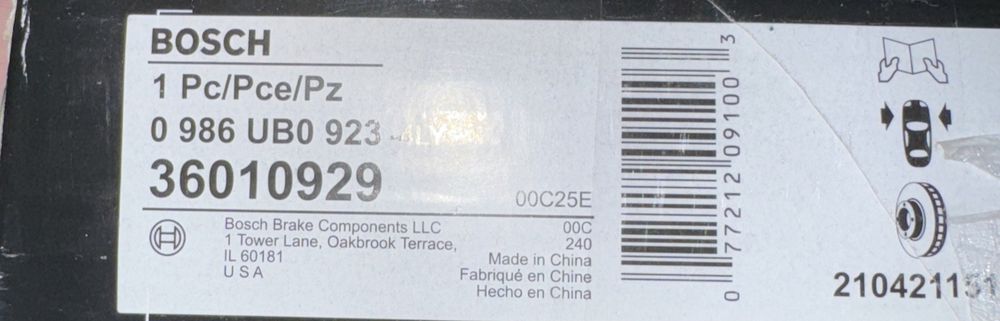 BOSCH
1 Pc/Pce/Pz
0 986 UB0 923
36010929
00C25E
Bosch Brake Components LLC
1 Tower Lane, Oakbrook Terrace,
IL 60181
U S A
00C
240
Made in China
Fabriqué en Chine
Hecho en China
0 77212 09100 3